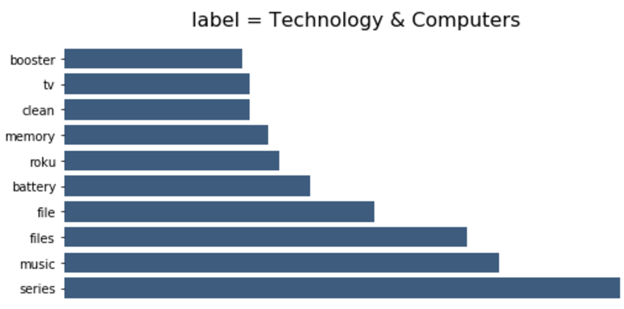 label = Technology & Computers
booster
tv
clean
memory
roku
battery
file
files
music
series